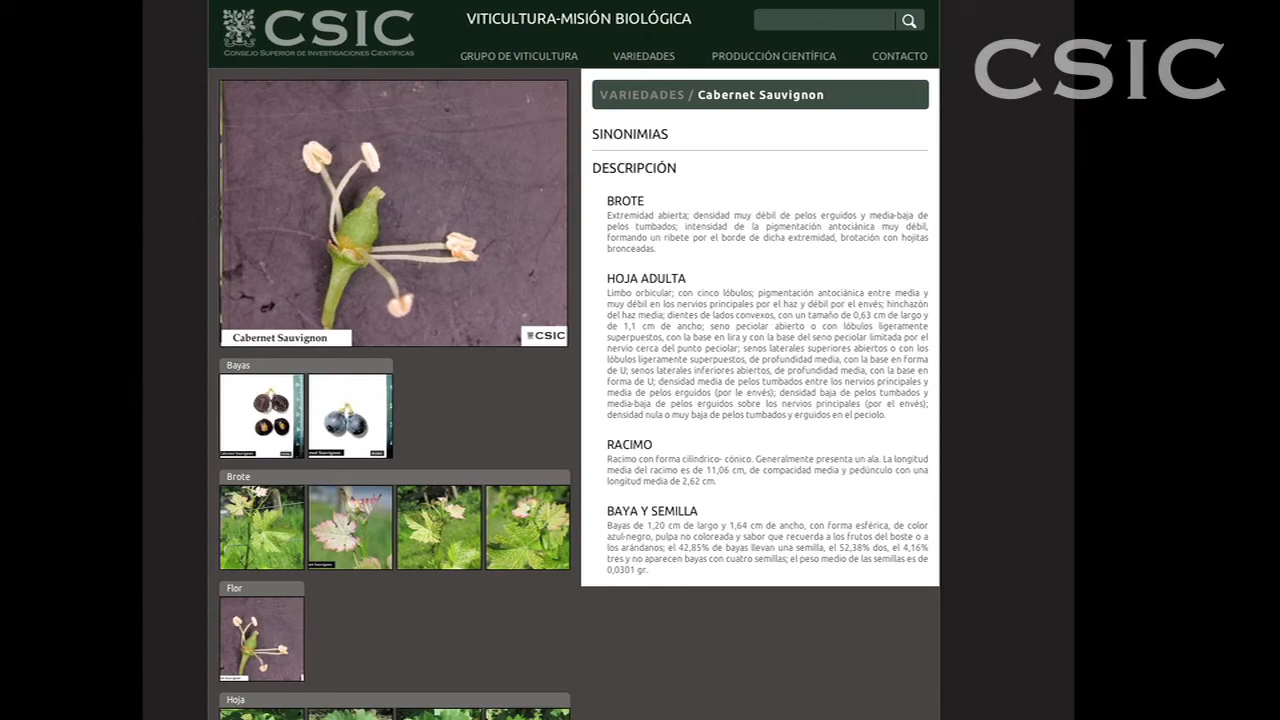 CSIC
CONSEJO SUPERIOR DE INVESTIGACIONES CIENTÍFICAS
VITICULTURA-MISIÓN BIOLÓGICA
GRUPO DE VITICULTURA
VARIEDADES
PRODUCCIÓN CIENTÍFICA
CONTACTO
CSIC
Cabernet Sauvignon
CSIC
Bayas
Brote
Flor
Hoja
VARIEDADES / Cabernet Sauvignon
SINONIMIAS
DESCRIPCIÓN
BROTE
Extremidad abierta; densidad muy débil de pelos erguidos y media-baja de
pelos tumbados; intensidad de la pigmentación antociánica muy débil,
formando un ribete por el borde de dicha extremidad, brotación con hojitas
bronceadas.
HOJA ADULTA
Limbo orbicular; con cinco lóbulos; pigmentación antociánica entre media y
muy débil en los nervios principales por el haz y débil por el envés; hinchazón
del haz media; dientes de lados convexos, con un tamaño de 0,63 cm de largo y
de 1,1 cm de ancho; seno peciolar abierto o con lóbulos ligeramente
superpuestos, con la base en lira y con la base del seno peciolar limitada por el
nervio cerca del punto peciolar; senos laterales superiores abiertos o con los
lóbulos ligeramente superpuestos, de profundidad media, con la base en forma
de U; senos laterales inferiores abiertos, de profundidad media, con la base en
forma de U; densidad media de pelos tumbados entre los nervios principales y
media de pelos erguidos (por le envés); densidad baja de pelos tumbados y
media-baja de pelos erguidos sobre los nervios principales (por el envés);
densidad nula o muy baja de pelos tumbados y erguidos en el peciolo.
RACIMO
Racimo con forma cilíndrico- cónico. Generalmente presenta un ala. La longitud
media del racimo es de 11,06 cm, de compacidad media y pedúnculo con una
longitud media de 2,62 cm.
BAYA Y SEMILLA
Bayas de 1,20 cm de largo y 1,64 cm de ancho, con forma esférica, de color
azul-negro, pulpa no coloreada y sabor que recuerda a los frutos del boste o a
los arándanos; el 42,85% de bayas llevan una semilla, el 52,38% dos, el 4,16%
tres y no aparecen bayas con cuatro semillas; el peso medio de las semillas es de
0,0301 gr.